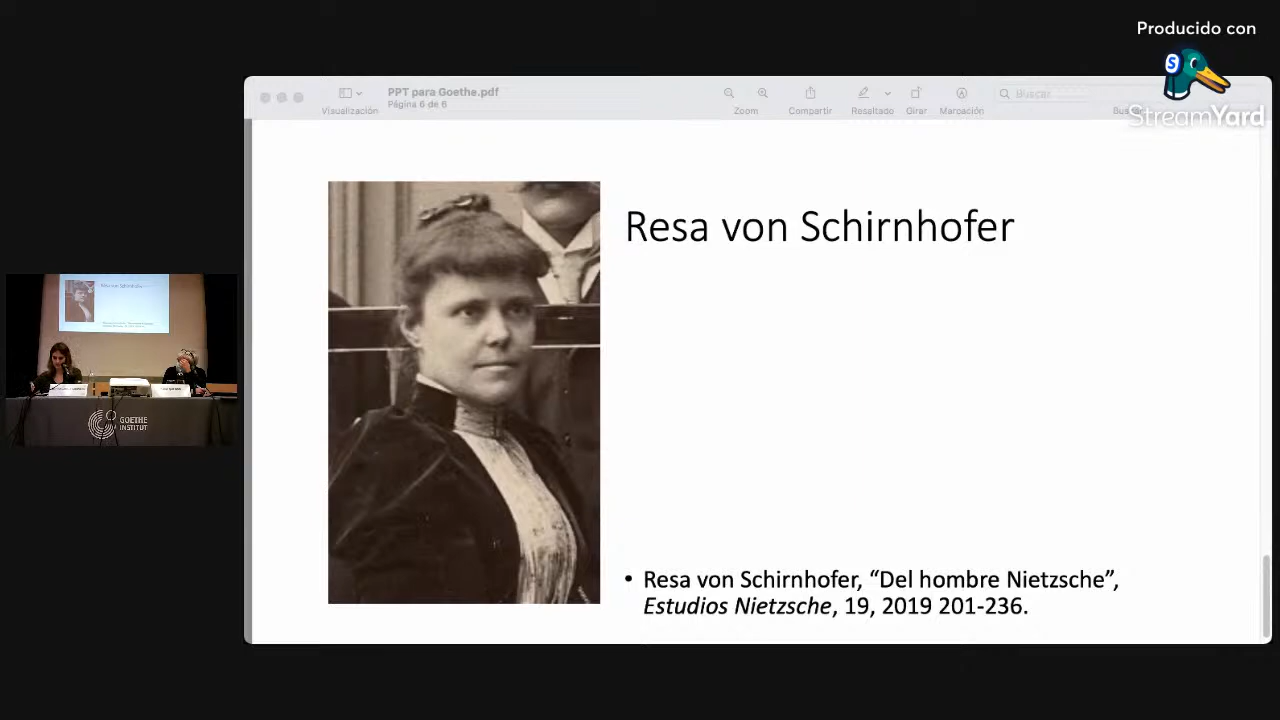 Producido con
StreamYard
PPT para Goethe.pdf
Página 6 de 6
Visualización
Zoom
Compartir
Resaltado
Girar
Marcación
Buscar
Resa von Schirnhofer
• Resa von Schirnhofer, “Del hombre Nietzsche”,
Estudios Nietzsche, 19, 2019 201-236.
GOETHE
INSTITUT